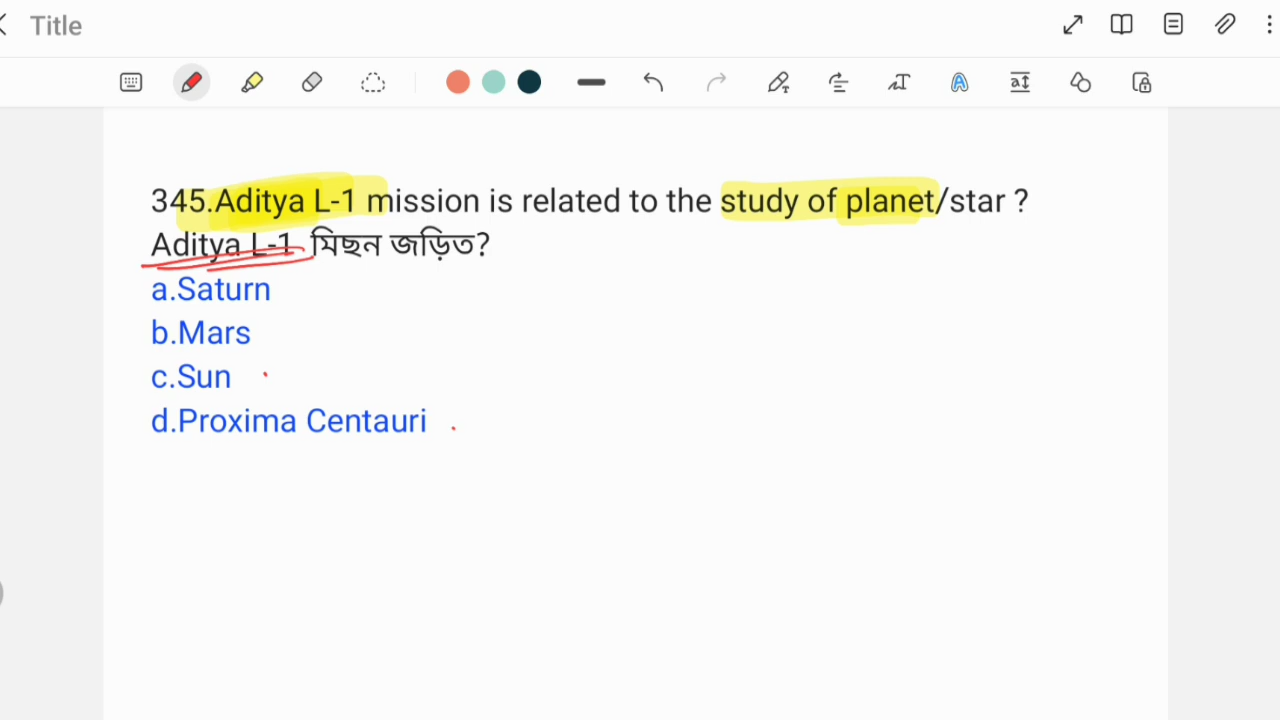 Title
345.Aditya L-1 mission is related to the study of planet/star ?
Aditya L-1 মিছন জড়িত?
a.Saturn
b.Mars
c.Sun
d.Proxima Centauri